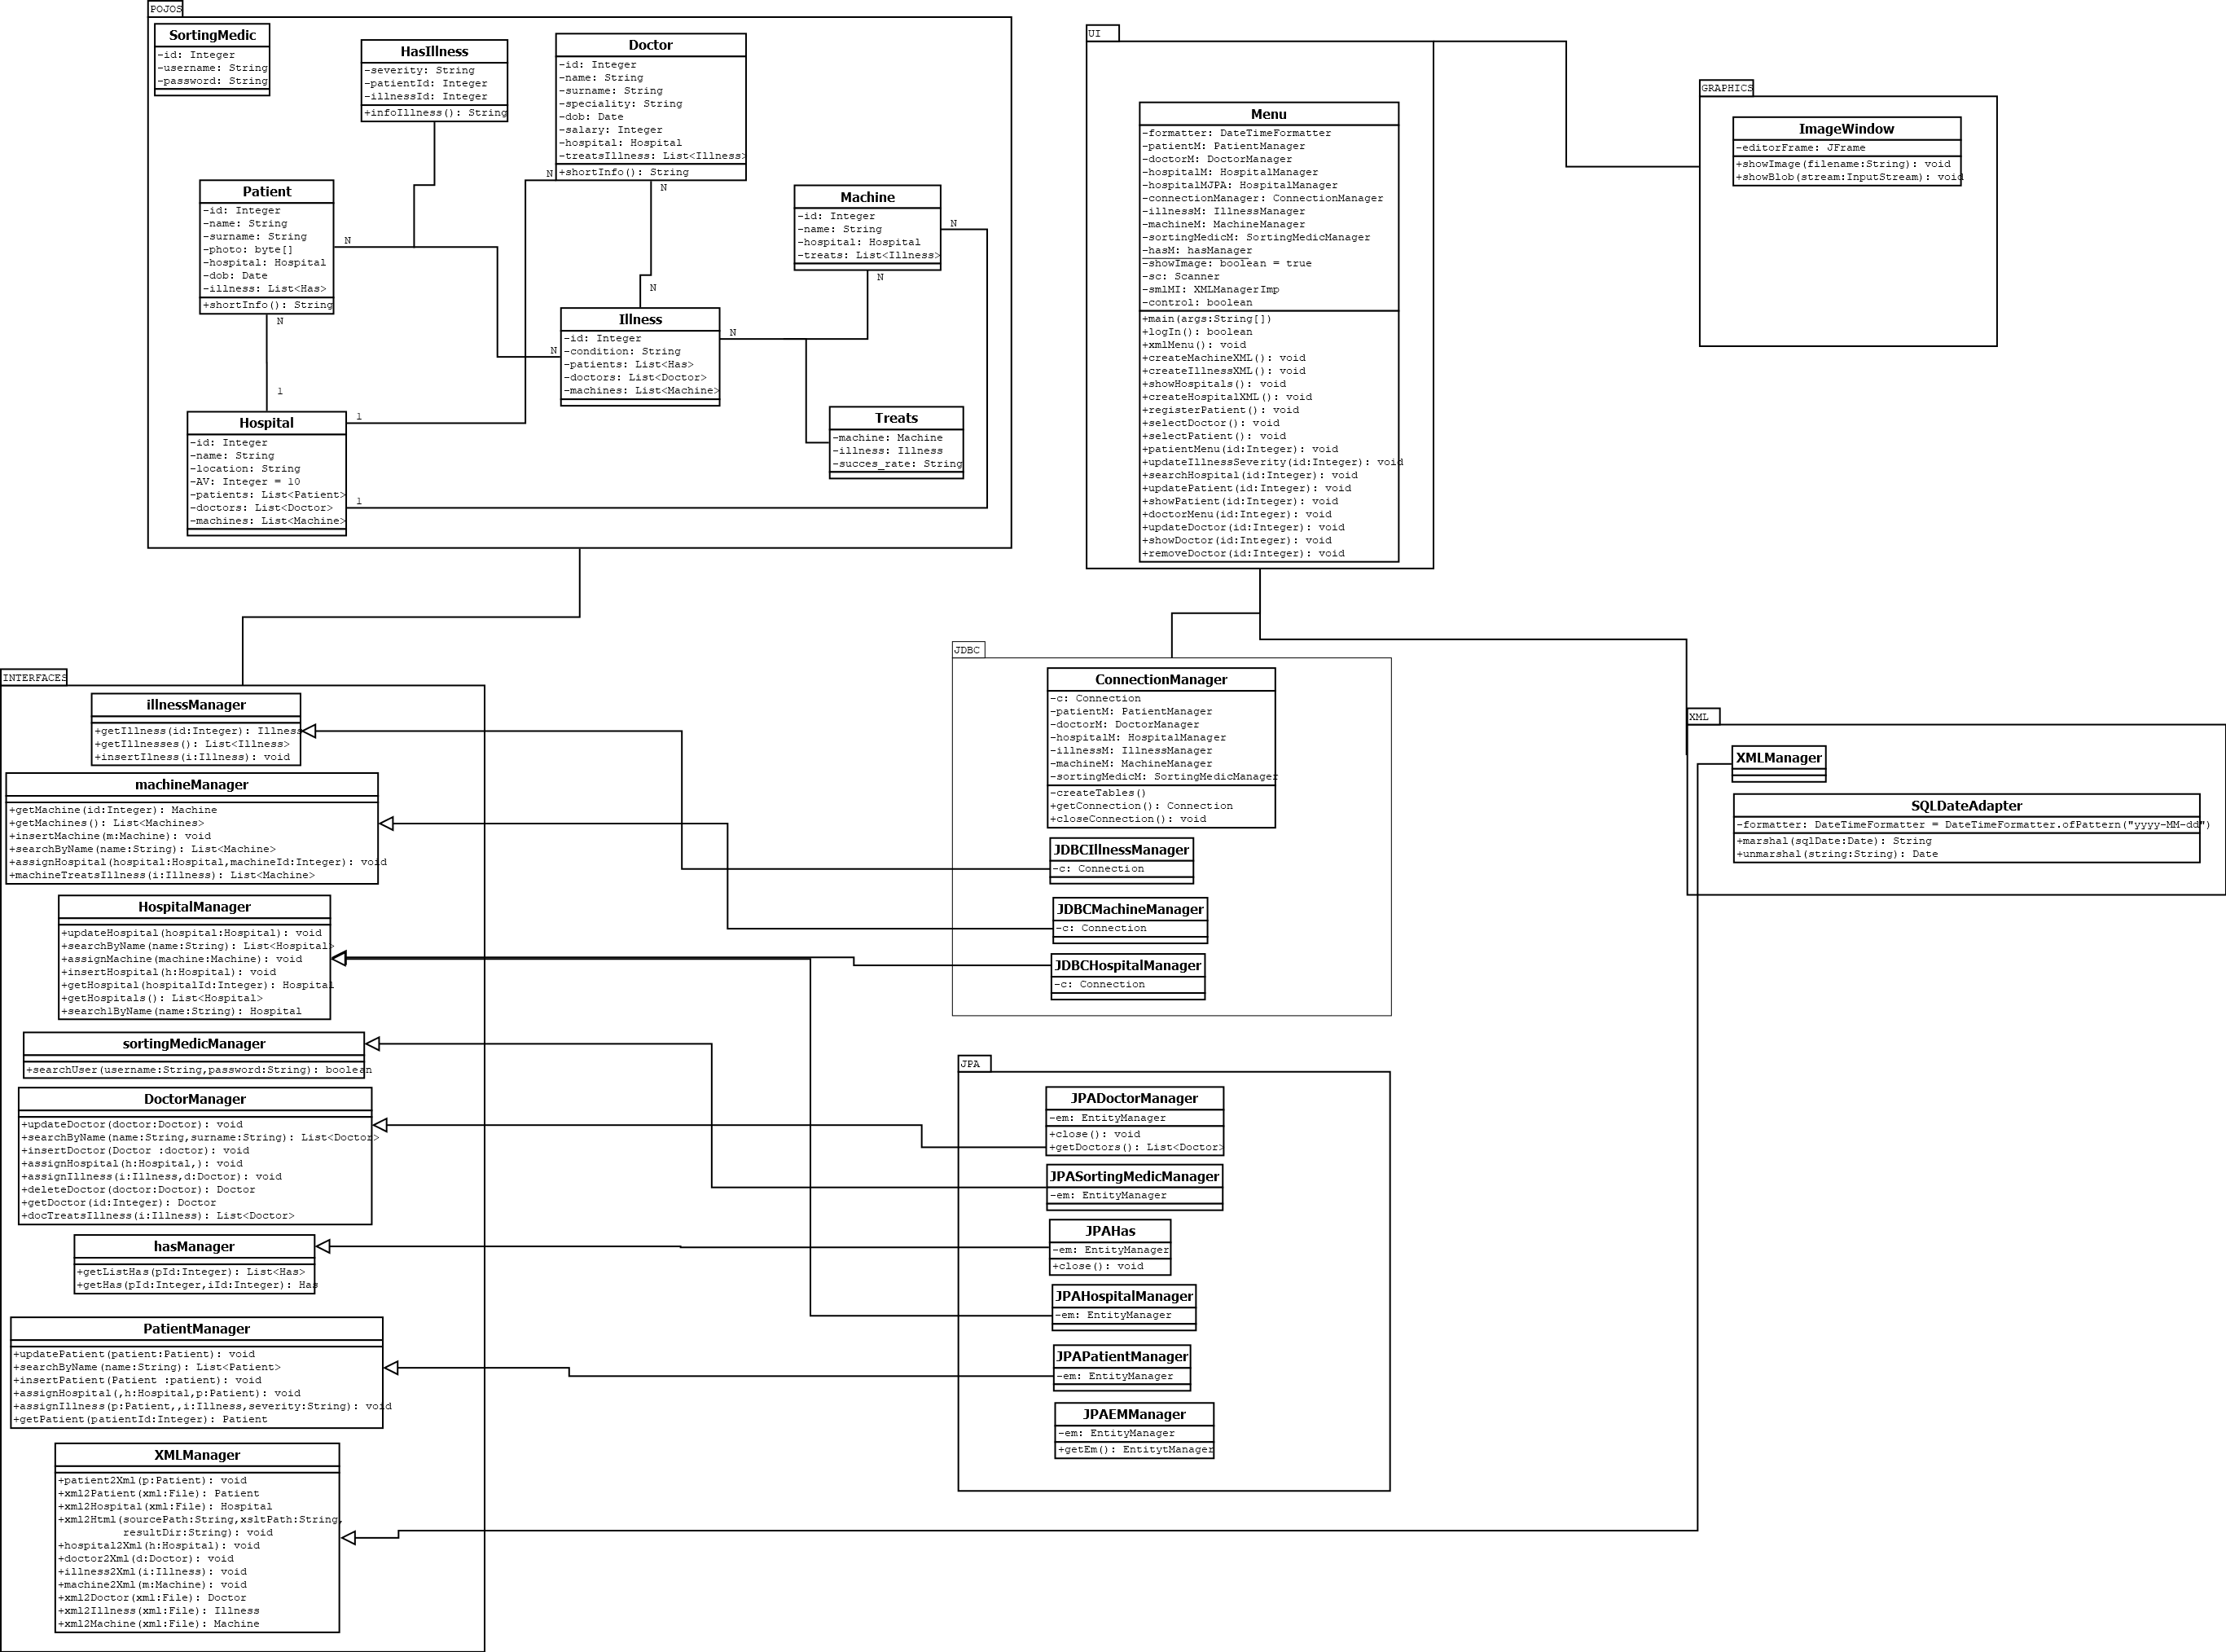 POJOS
SortingMedic
-id: Integer
-username: String
-password: String
HasIllness
-severity: String
-patientId: Integer
-illnessId: Integer
+infoIllness(): String
Doctor
-id: Integer
-name: String
-surname: String
-speciality: String
-dob: Date
-salary: Integer
-hospital: Hospital
-treatsIllness: List<Illness>
+shortInfo(): String
N
N
Patient
-id: Integer
-name: String
-surname: String
-photo: byte[]
-hospital: Hospital
-dob: Date
-illness: List<Has>
+shortInfo(): String
N
N
Machine
-id: Integer
-name: String
-hospital: Hospital
-treats: List<Illness>
N
N
Illness
-id: Integer
-condition: String
-patients: List<Has>
-doctors: List<Doctor>
-machines: List<Machine>
N
N
N
Treats
-machine: Machine
-illness: Illness
-succes_rate: String
Hospital
-id: Integer
-name: String
-location: String
-AV: Integer = 10
-patients: List<Patient>
-doctors: List<Doctor>
-machines: List<Machine>
1
1
1
UI
Menu
-formatter: DateTimeFormatter
-patientM: PatientManager
-doctorM: DoctorManager
-hospitalM: HospitalManager
-hospitalMJPA: HospitalManager
-connectionManager: ConnectionManager
-illnessM: IllnessManager
-machineM: MachineManager
-sortingMedicM: SortingMedicManager
-hasM: hasManager
-showImage: boolean = true
-sc: Scanner
-smlMI: XMLManagerImp
-control: boolean
+main(args:String[])
+logIn(): boolean
+xmlMenu(): void
+createMachineXML(): void
+createIllnessXML(): void
+showHospitals(): void
+createHospitalXML(): void
+registerPatient(): void
+selectDoctor(): void
+selectPatient(): void
+patientMenu(id:Integer): void
+updateIllnessSeverity(id:Integer): void
+searchHospital(id:Integer): void
+updatePatient(id:Integer): void
+showPatient(id:Integer): void
+doctorMenu(id:Integer): void
+updateDoctor(id:Integer): void
+showDoctor(id:Integer): void
+removeDoctor(id:Integer): void
GRAPHICS
ImageWindow
-editorFrame: JFrame
+showImage(filename:String): void
+showBlob(stream:InputStream): void
INTERFACES
illnessManager
+getIllness(id:Integer): Illness
+getIllnesses(): List<Illness>
+insertIlness(i:Illness): void
machineManager
+getMachine(id:Integer): Machine
+getMachines(): List<Machines>
+insertMachine(m:Machine): void
+searchByName(name:String): List<Machine>
+assignHospital(hospital:Hospital,machineId:Integer): void
+machineTreatsIllness(i:Illness): List<Machine>
HospitalManager
+updateHospital(hospital:Hospital): void
+searchByName(name:String): List<Hospital>
+assignMachine(machine:Machine): void
+insertHospital(h:Hospital): void
+getHospital(hospitalId:Integer): Hospital
+getHospitals(): List<Hospital>
+search1ByName(name:String): Hospital
sortingMedicManager
+searchUser(username:String,password:String): boolean
DoctorManager
+updateDoctor(doctor:Doctor): void
+searchByName(name:String,surname:String): List<Doctor>
+insertDoctor(Doctor :doctor): void
+assignHospital(h:Hospital,): void
+assignIllness(i:Illness,d:Doctor): void
+deleteDoctor(doctor:Doctor): Doctor
+getDoctor(id:Integer): Doctor
+docTreatsIllness(i:Illness): List<Doctor>
hasManager
+getListHas(pId:Integer): List<Has>
+getHas(pId:Integer,iId:Integer): Has
PatientManager
+updatePatient(patient:Patient): void
+searchByName(name:String): List<Patient>
+insertPatient(Patient :patient): void
+assignHospital(,h:Hospital,p:Patient): void
+assignIllness(p:Patient,,i:Illness,severity:String): void
+getPatient(patientId:Integer): Patient
XMLManager
+patient2Xml(p:Patient): void
+xml2Patient(xml:File): Patient
+xml2Hospital(xml:File): Hospital
+xml2Html(sourcePath:String,xsltPath:String,
resultDir:String): void
+hospital2Xml(h:Hospital): void
+doctor2Xml(d:Doctor): void
+illness2Xml(i:Illness): void
+machine2Xml(m:Machine): void
+xml2Doctor(xml:File): Doctor
+xml2Illness(xml:File): Illness
+xml2Machine(xml:File): Machine
JDBC
ConnectionManager
-c: Connection
-patientM: PatientManager
-doctorM: DoctorManager
-hospitalM: HospitalManager
-illnessM: IllnessManager
-machineM: MachineManager
-sortingMedicM: SortingMedicManager
-createTables()
+getConnection(): Connection
+closeConnection(): void
JDBCIllnessManager
-c: Connection
JDBCMachineManager
-c: Connection
JDBCHospitalManager
-c: Connection
JPA
JPADoctorManager
-em: EntityManager
+close(): void
+getDoctors(): List<Doctor>
JPASortingMedicManager
-em: EntityManager
JPAHas
-em: EntityManager
+close(): void
JPAHospitalManager
-em: EntityManager
JPAPatientManager
-em: EntityManager
JPAEMManager
-em: EntityManager
+getEm(): EntitytManager
XML
XMLManager
SQLDateAdapter
-formatter: DateTimeFormatter = DateTimeFormatter.ofPattern("yyyy-MM-dd")
+marshal(sqlDate:Date): String
+unmarshal(string:String): Date